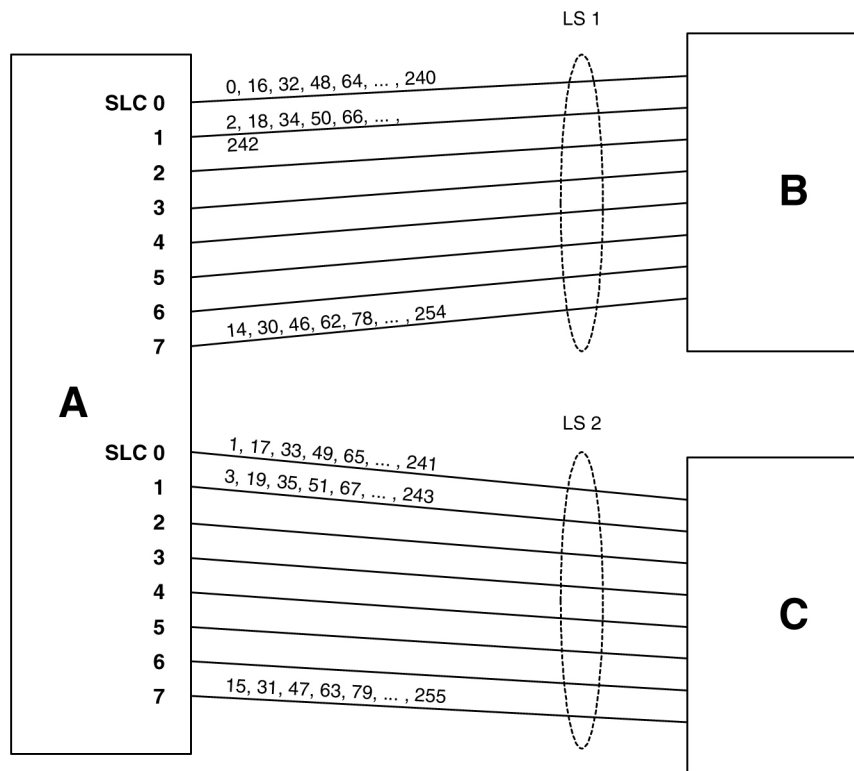 LS 1
SLC 0
0, 16, 32, 48, 64, ... , 240
1
2, 18, 34, 50, 66, ... ,
242
2
3
4
5
6
7
14, 30, 46, 62, 78, ... , 254
B
A
LS 2
SLC 0
1, 17, 33, 49, 65, ... , 241
1
3, 19, 35, 51, 67, ... , 243
2
3
4
5
6
7
15, 31, 47, 63, 79, ... , 255
C